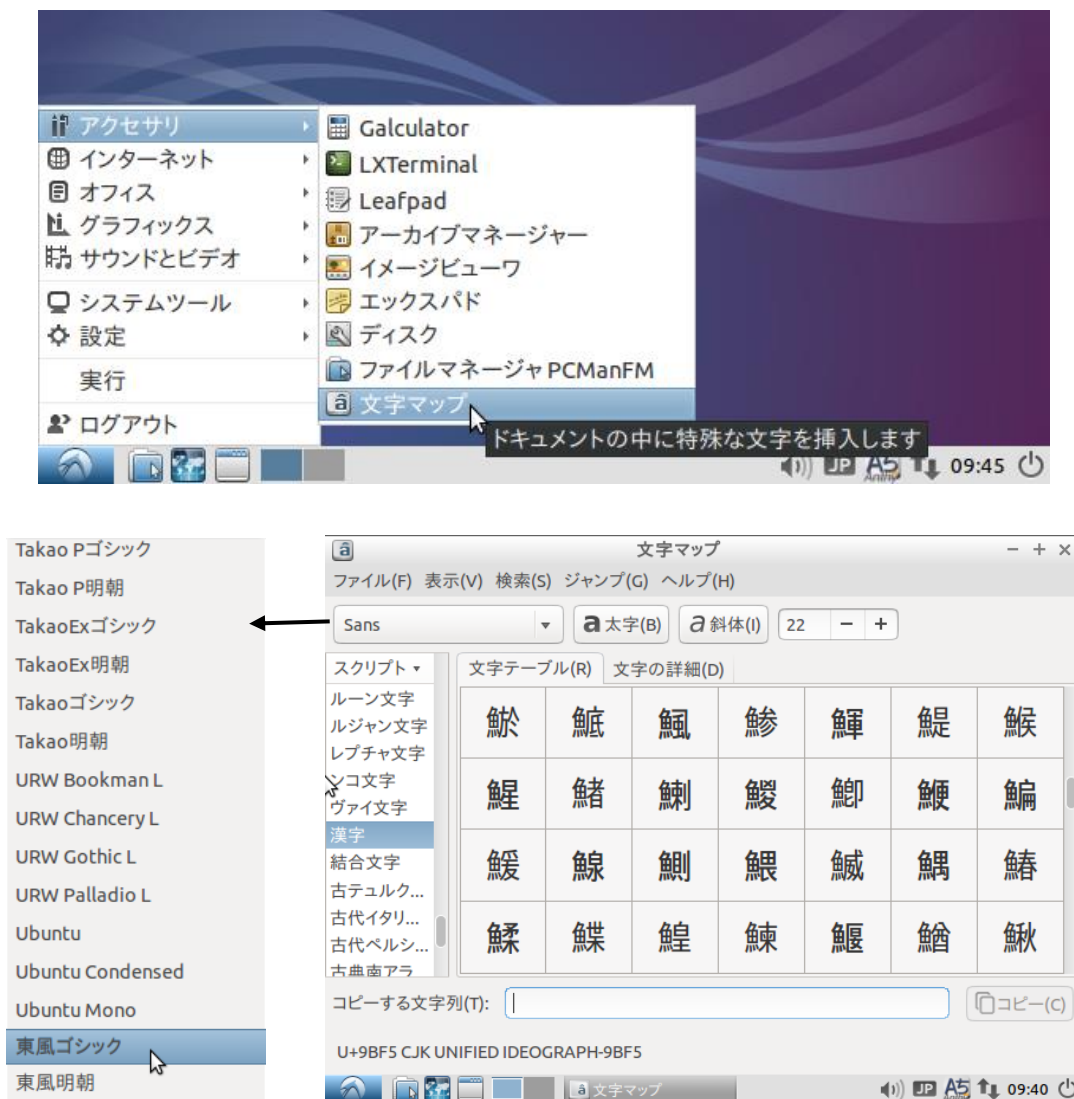 アクセサリ
インターネット
オフィス
グラフィックス
サウンドとビデオ
システムツール
設定
実行
ログアウト
Galculator
LXTerminal
Leafpad
アーカイブマネージャー
イメージビューワ
エックスパド
ディスク
ファイルマネージャ PCManFM
文字マップ
ドキュメントの中に特殊な文字を挿入します
JP A5 Anthy 09:45
Takao Pゴシック
Takao P明朝
TakaoExゴシック
TakaoEx明朝
Takaoゴシック
Takao明朝
URW Bookman L
URW Chancery L
URW Gothic L
URW Palladio L
Ubuntu
Ubuntu Condensed
Ubuntu Mono
東風ゴシック
東風明朝
文字マップ
ファイル(F) 表示(V) 検索(S) ジャンプ(G) ヘルプ(H)
Sans a 太字(B) a 斜体(I) 22 − +
スクリプト 文字テーブル(R) 文字の詳細(D)
ルーン文字
ルジャン文字
レプチャ文字
ンコ文字
ヴァイ文字
漢字
結合文字
古テュルク...
古代イタリ...
古代ペルシ...
古典南アラ
鯲 鯳 鯴 鯵 鯶 鯷 鯸
鯹 鯺 鯻 鯼 鯽 鯾 鯿
鰀 鰁 鰂 鰃 鰄 鰅 鰆
鰇 鰈 鰉 鰊 鰋 鰌 鰍
コピーする文字列(T): コピー(C)
U+9BF5 CJK UNIFIED IDEOGRAPH-9BF5
文字マップ JP A5 09:40